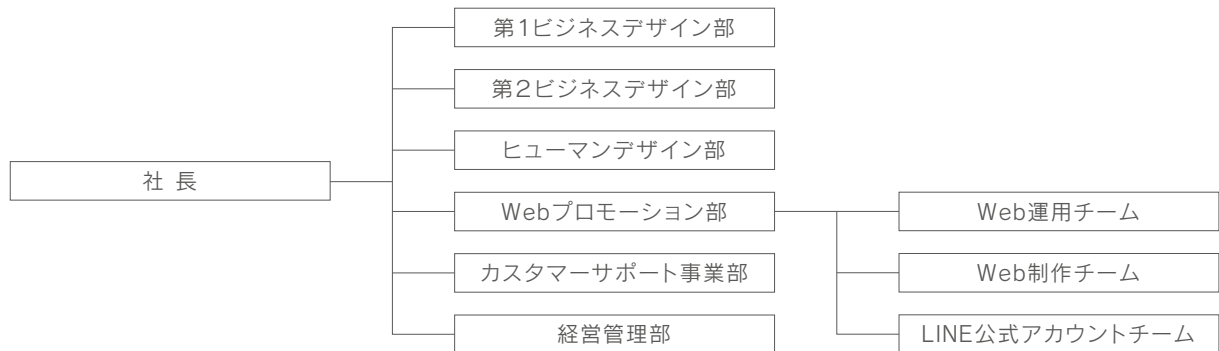 社 長
第1ビジネスデザイン部
第2ビジネスデザイン部
ヒューマンデザイン部
Webプロモーション部
カスタマーサポート事業部
経営管理部
Web運用チーム
Web制作チーム
LINE公式アカウントチーム